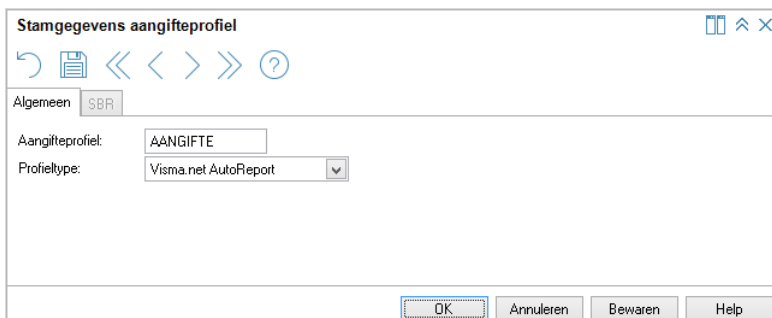 Stamgegevens aangifteprofiel
?
Algemeen SBR
Aangifteprofiel: AANGIFTE
Profieltype: Visma.net AutoReport
OK Annuleren Bewaren Help